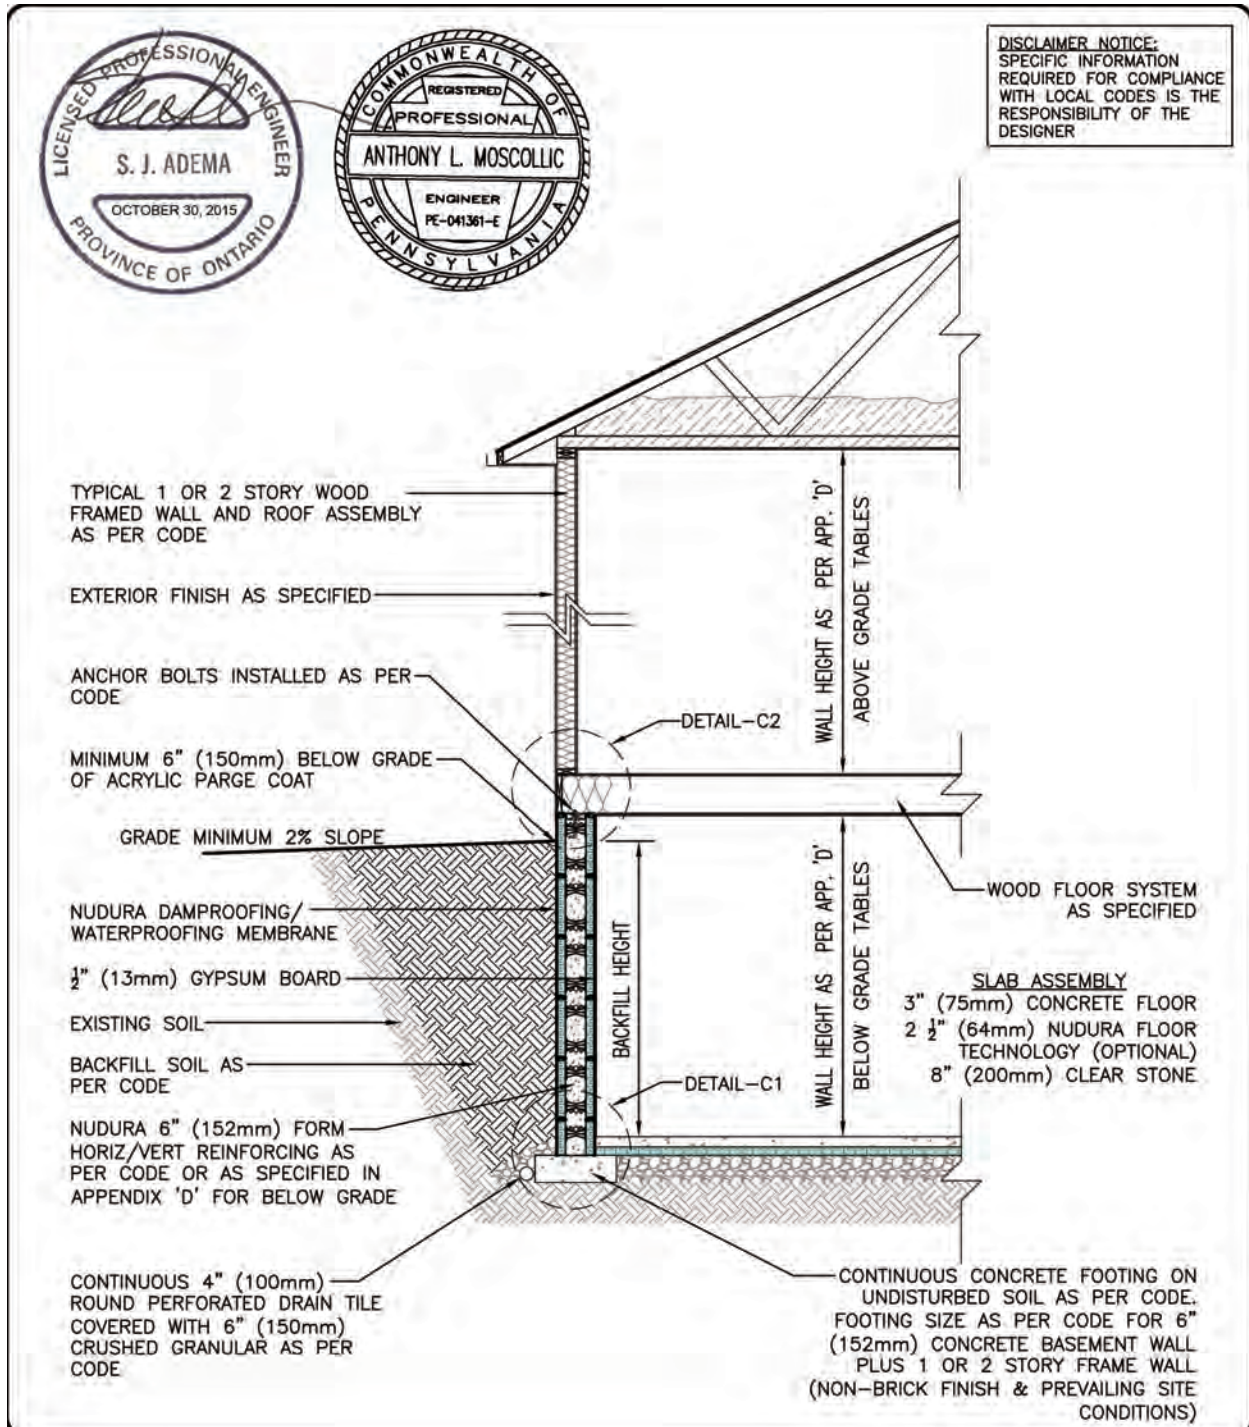 LICENSED PROFESSIONAL ENGINEER
S. J. ADEMA
OCTOBER 30, 2015
PROVINCE OF ONTARIO
COMMONWEALTH OF
REGISTERED
PROFESSIONAL
ANTHONY L. MOSCOLLIC
ENGINEER
PE-041361-E
PENNSYLVANIA
DISCLAIMER NOTICE:
SPECIFIC INFORMATION
REQUIRED FOR COMPLIANCE
WITH LOCAL CODES IS THE
RESPONSIBILITY OF THE
DESIGNER
TYPICAL 1 OR 2 STORY WOOD
FRAMED WALL AND ROOF ASSEMBLY
AS PER CODE
EXTERIOR FINISH AS SPECIFIED
ANCHOR BOLTS INSTALLED AS PER
CODE
MINIMUM 6" (150mm) BELOW GRADE
OF ACRYLIC PARGE COAT
GRADE MINIMUM 2% SLOPE
NUDURA DAMPROOFING/
WATERPROOFING MEMBRANE
½" (13mm) GYPSUM BOARD
EXISTING SOIL
BACKFILL SOIL AS
PER CODE
NUDURA 6" (152mm) FORM
HORIZ/VERT REINFORCING AS
PER CODE OR AS SPECIFIED IN
APPENDIX 'D' FOR BELOW GRADE
CONTINUOUS 4" (100mm)
ROUND PERFORATED DRAIN TILE
COVERED WITH 6" (150mm)
CRUSHED GRANULAR AS PER
CODE
WALL HEIGHT AS PER APP. 'D'
ABOVE GRADE TABLES
DETAIL-C2
BACKFILL HEIGHT
WALL HEIGHT AS PER APP. 'D'
BELOW GRADE TABLES
DETAIL-C1
WOOD FLOOR SYSTEM
AS SPECIFIED
SLAB ASSEMBLY
3" (75mm) CONCRETE FLOOR
2 ½" (64mm) NUDURA FLOOR
TECHNOLOGY (OPTIONAL)
8" (200mm) CLEAR STONE
CONTINUOUS CONCRETE FOOTING ON
UNDISTURBED SOIL AS PER CODE.
FOOTING SIZE AS PER CODE FOR 6"
(152mm) CONCRETE BASEMENT WALL
PLUS 1 OR 2 STORY FRAME WALL
(NON-BRICK FINISH & PREVAILING SITE
CONDITIONS)